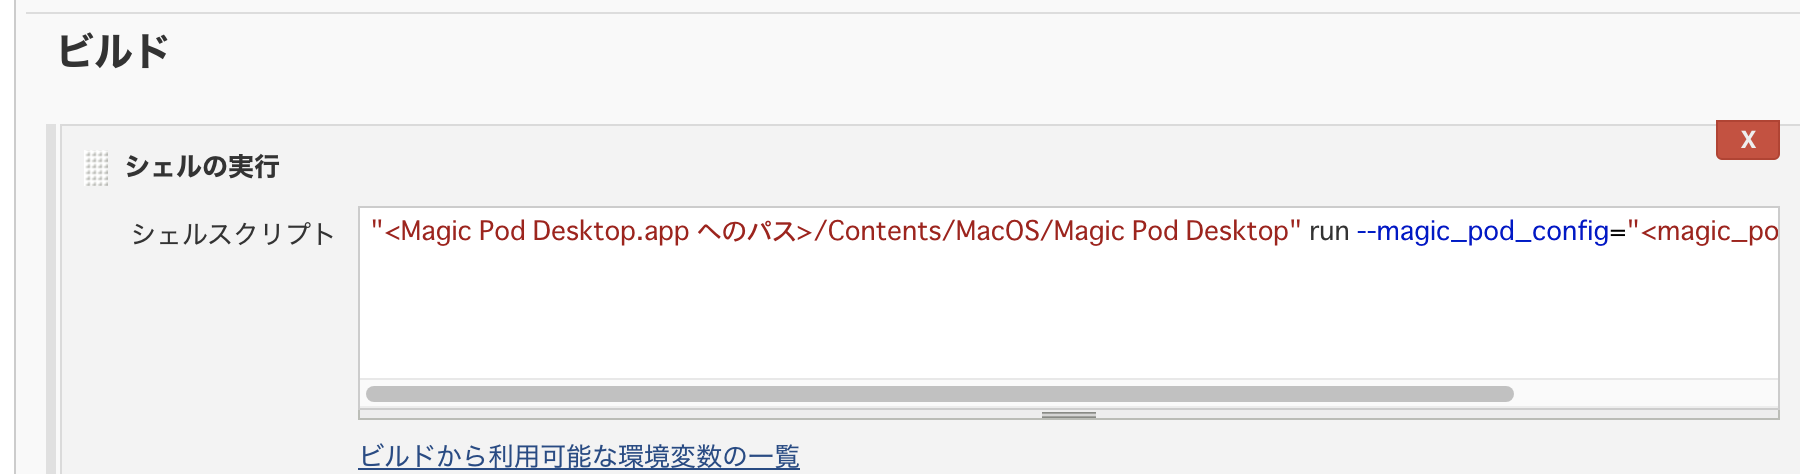 ビルド
X
シェルの実行
シェルスクリプト
"<Magic Pod Desktop.app へのパス>/Contents/MacOS/Magic Pod Desktop" run --magic_pod_config="<magic_po
ビルドから利用可能な環境変数の一覧